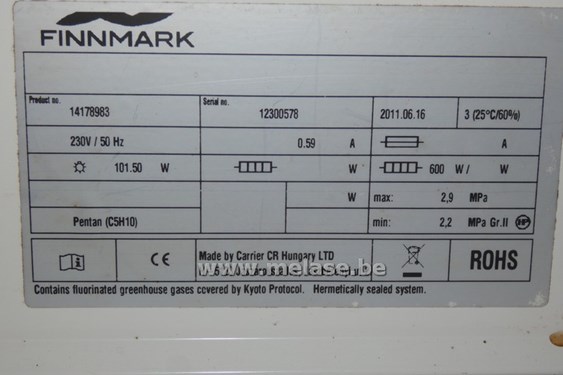 FINNMARK
Product no. 14178983 Serial no. 12300578 2011.06.16 3 (25°C/60%)
230V / 50 Hz 0.59 A A
101.50 W W 600 W / W
W max: 2,9 MPa
Pentan (C5H10) min: 2,2 MPa Gr.II HP
i CE Made by Carrier CR Hungary LTD ROHS
www.melase.be
Contains fluorinated greenhouse gases covered by Kyoto Protocol. Hermetically sealed system.